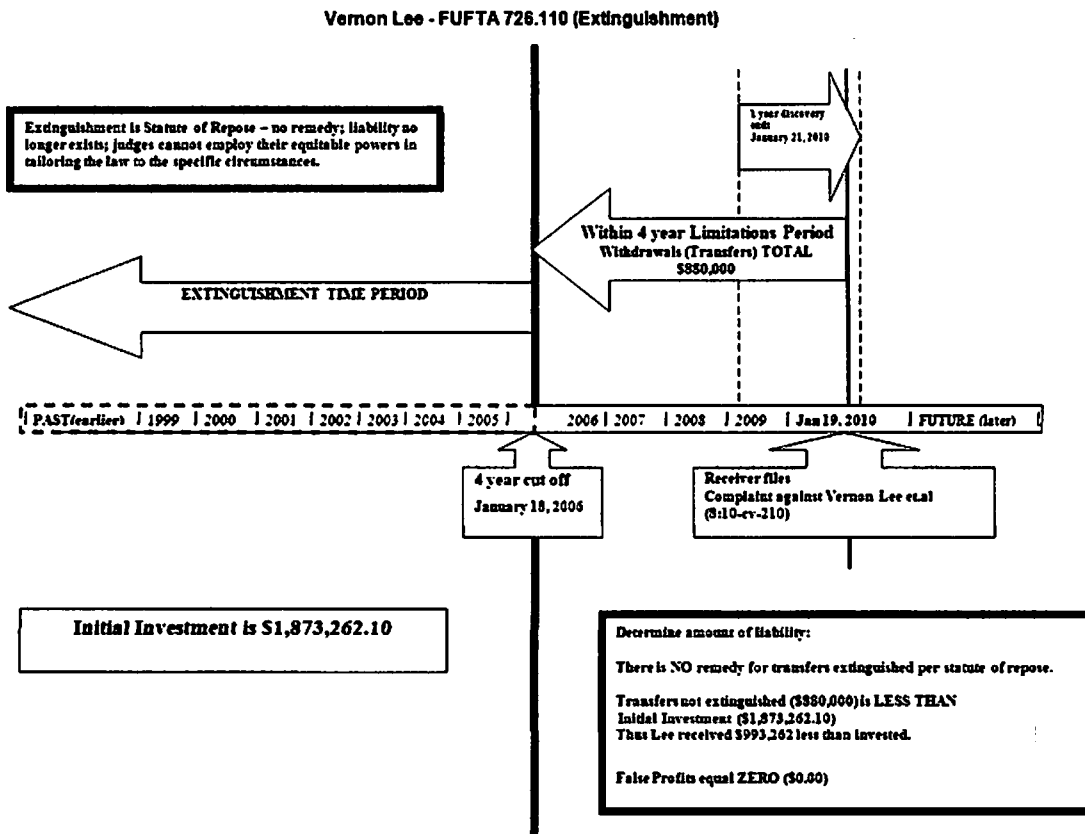 Vernon Lee - FUFTA 726.110 (Extinguishment)
Extinguishment is Statute of Repose – no remedy; liability no
longer exists; judges cannot employ their equitable powers in
tailoring the law to the specific circumstances.
1 year discovery
ends
January 21, 2010
Within 4 year Limitations Period
Withdrawals (Transfers) TOTAL
$880,000
EXTINGUISHMENT TIME PERIOD
| PAST(earlier) | 1999 | 2000 | 2001 | 2002 | 2003 | 2004 | 2005 | 2006 | 2007 | 2008 | 2009 | Jan 19, 2010 | FUTURE (later)
4 year cut off
January 18, 2006
Receiver files
Complaint against Vernon Lee et.al
(8:10-cv-210)
Initial Investment is $1,873,262.10
Determine amount of liability:
There is NO remedy for transfers extinguished per statute of repose.
Transfers not extinguished ($880,000) is LESS THAN
Initial Investment ($1,873,262.10)
Thus Lee received $993,262 less than invested.
False Profits equal ZERO ($0.00)